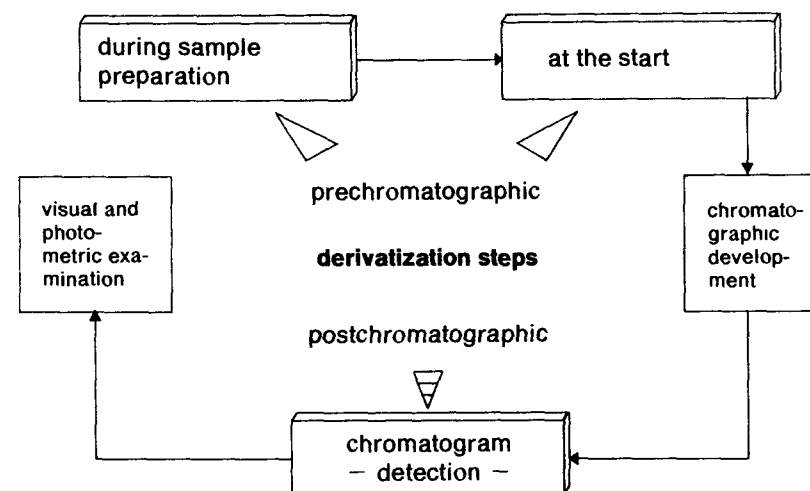 during sample
preparation
at the start
prechromatographic
visual and
photo-
metric exa-
mination
chromato-
graphic
develop-
ment
derivatization steps
postchromatographic
chromatogram
– detection –